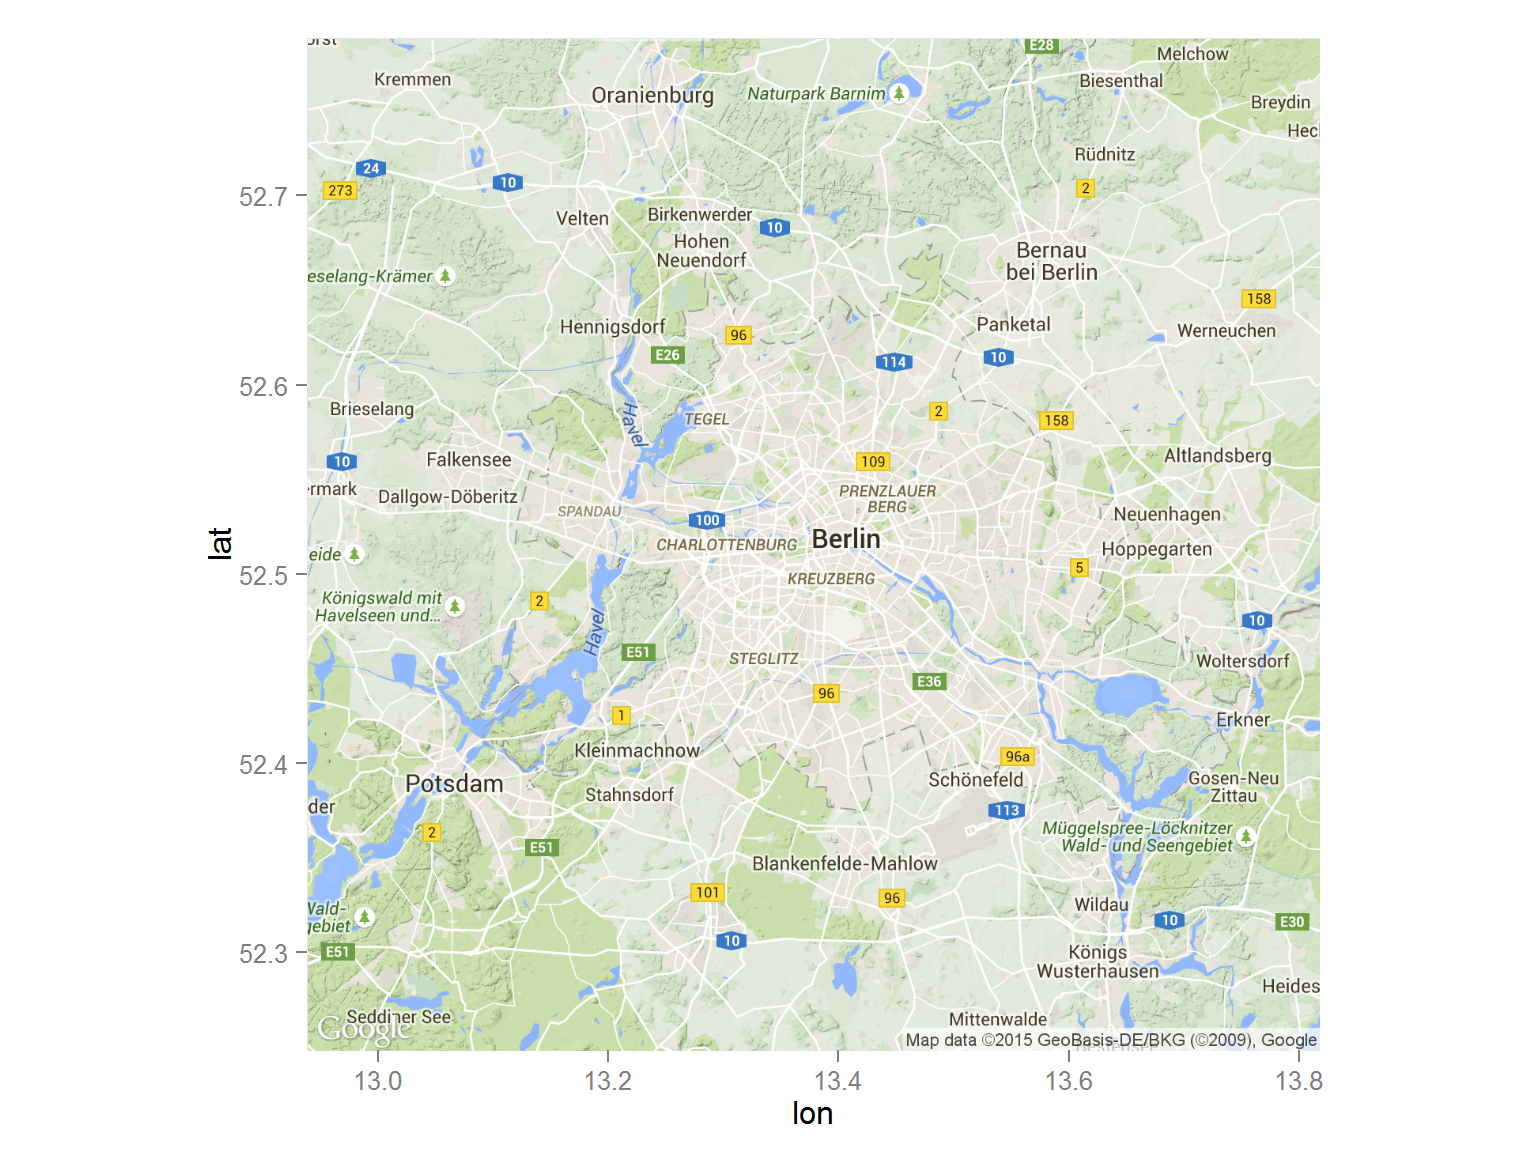 orst
Kremmen
Oranienburg
Naturpark Barnim
E28
Melchow
Biesenthal
Breydin
Hec
Rüdnitz
24
273
10
2
52.7
Velten
Birkenwerder
Hohen
Neuendorf
10
Bernau
bei Berlin
eselang-Krämer
158
Hennigsdorf
96
Panketal
Werneuchen
E26
114
10
52.6
Brieselang
Havel
TEGEL
2
158
10
Falkensee
109
Altlandsberg
ermark
Dallgow-Döberitz
PRENZLAUER
BERG
SPANDAU
100
Neuenhagen
lat
Berlin
CHARLOTTENBURG
Hoppegarten
eide
52.5
KREUZBERG
5
Königswald mit
Havelseen und...
2
Havel
10
E51
STEGLITZ
Woltersdorf
E36
96
1
Erkner
Kleinmachnow
96a
52.4
Potsdam
Schönefeld
Gosen-Neu
Zittau
Stahnsdorf
der
113
2
Müggelspree-Löcknitzer
Wald- und Seengebiet
E51
Blankenfelde-Mahlow
101
96
Wildau
Wald-
gebiet
10
E30
E51
10
52.3
Königs
Wusterhausen
Heides
Seddiner See
Google
Mittenwalde
Map data ©2015 GeoBasis-DE/BKG (©2009), Google
13.0
13.2
13.4
13.6
13.8
lon